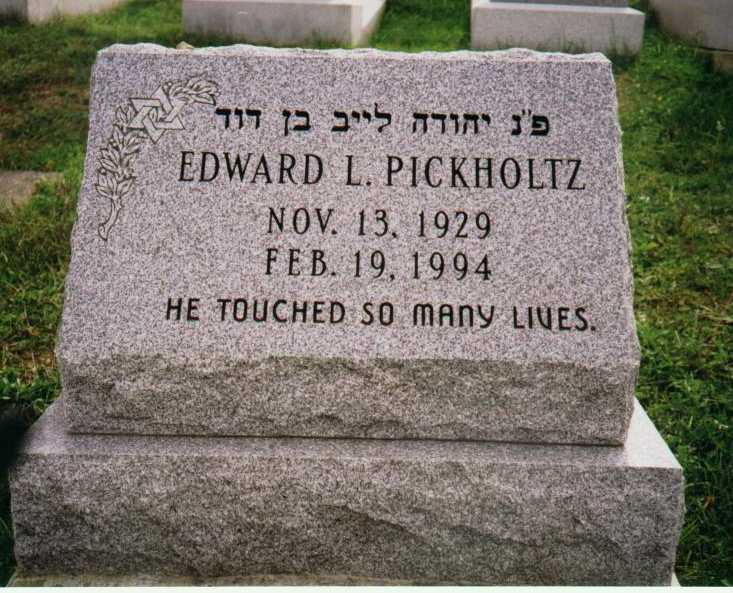 פ"נ יהודה לייב בן דוד
EDWARD L. PICKHOLTZ
NOV. 13, 1929
FEB. 19, 1994
HE TOUCHED SO MANY LIVES.